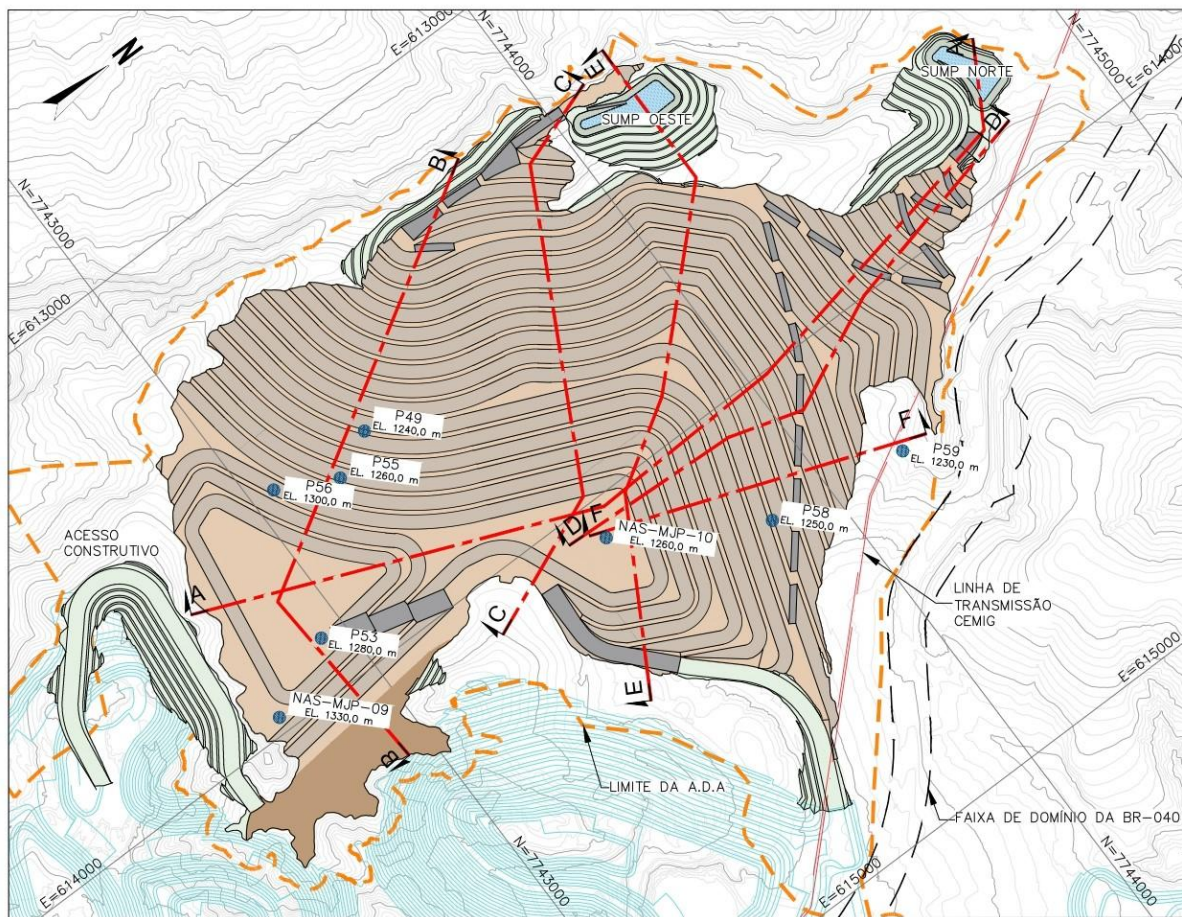 N
E=613000
N=7744000
N=7745000
E=614000
A
SUMP NORTE
D
C
E
SUMP OESTE
B
N=7743000
E=613000
P49
EL. 1240,0 m
P55
EL. 1260,0 m
P56
EL. 1300,0 m
F
P59
EL. 1230,0 m
P58
EL. 1250,0 m
D
F
NAS-MJP-10
EL. 1260,0 m
ACESSO
CONSTRUTIVO
A
C
P53
EL. 1280,0 m
LINHA DE
TRANSMISSÃO
CEMIG
E
E=615000
NAS-MJP-09
EL. 1330,0 m
B
LIMITE DA A.D.A
FAIXA DE DOMÍNIO DA BR-040
E=614000
N=7743000
E=615000
N=7744000